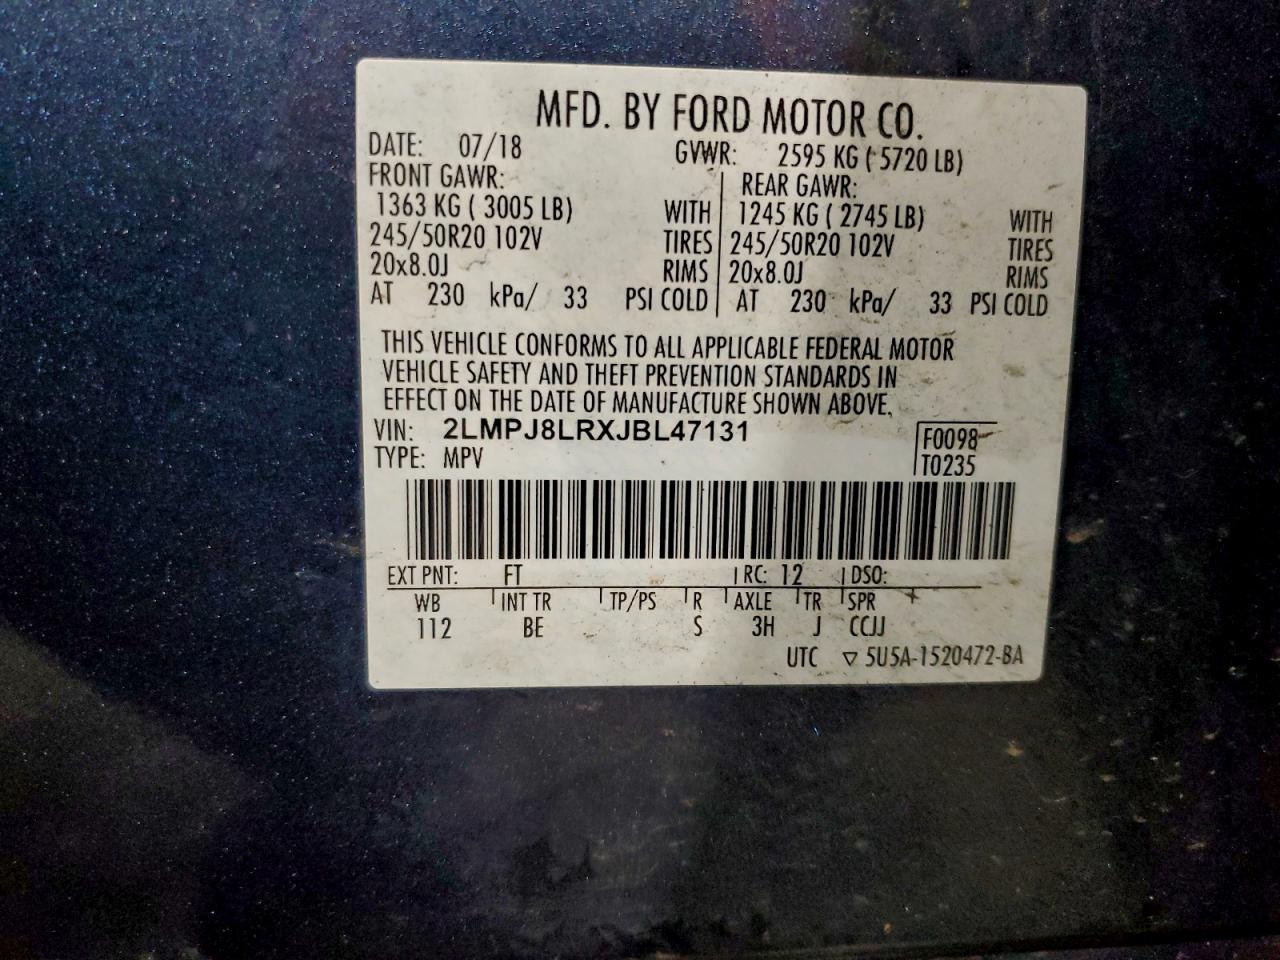 MFD. BY FORD MOTOR CO.
DATE: 07/18 GVWR: 2595 KG ( 5720 LB)
FRONT GAWR: REAR GAWR:
1363 KG ( 3005 LB) WITH 1245 KG ( 2745 LB) WITH
245/50R20 102V TIRES 245/50R20 102V TIRES
20x8.0J RIMS 20x8.0J RIMS
AT 230 kPa/ 33 PSI COLD AT 230 kPa/ 33 PSI COLD
THIS VEHICLE CONFORMS TO ALL APPLICABLE FEDERAL MOTOR
VEHICLE SAFETY AND THEFT PREVENTION STANDARDS IN
EFFECT ON THE DATE OF MANUFACTURE SHOWN ABOVE.
VIN: 2LMPJ8LRXJBL47131 F0098
TYPE: MPV T0235
EXT PNT: FT RC: 12 DSO:
WB INT TR TP/PS R AXLE TR SPR
112 BE S 3H J CCJJ
UTC ▽ 5U5A-1520472-BA